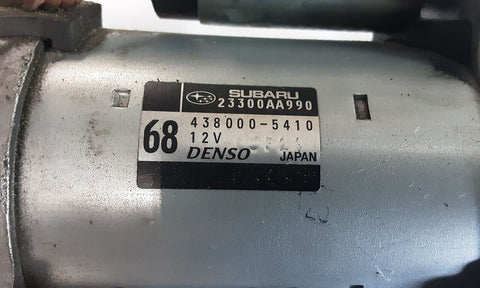 SUBARU
23300AA990
68
438000-5410
12V
DENSO JAPAN